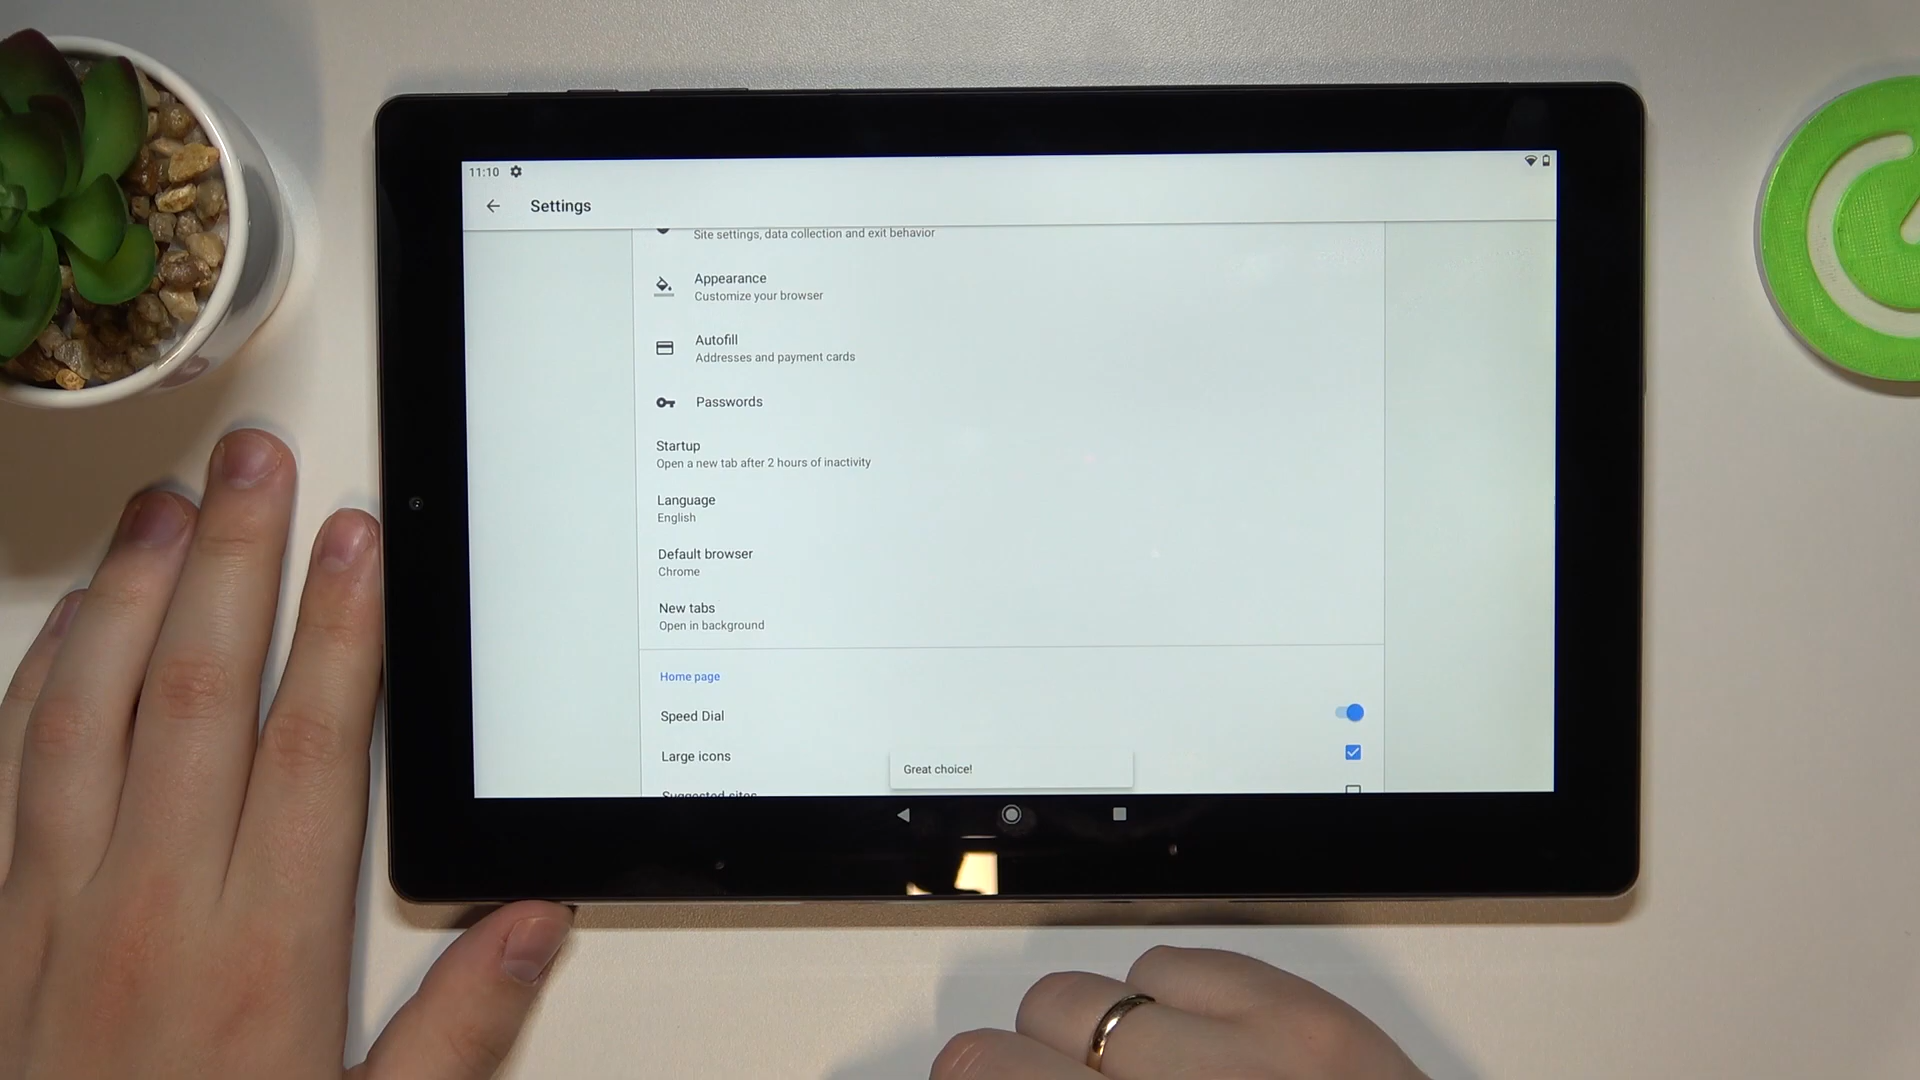 11:10
Settings
Site settings, data collection and exit behavior
Appearance
Customize your browser
Autofill
Addresses and payment cards
Passwords
Startup
Open a new tab after 2 hours of inactivity
Language
English
Default browser
Chrome
New tabs
Open in background
Home page
Speed Dial
Large icons
Great choice!
Suggested sites